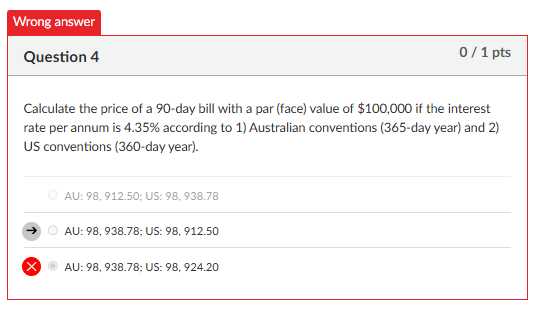 Wrong answer
Question 4
0 / 1 pts
Calculate the price of a 90-day bill with a par (face) value of $100,000 if the interest
rate per annum is 4.35% according to 1) Australian conventions (365-day year) and 2)
US conventions (360-day year).
AU: 98, 912.50; US: 98, 938.78
AU: 98, 938.78; US: 98, 912.50
AU: 98, 938.78; US: 98, 924.20